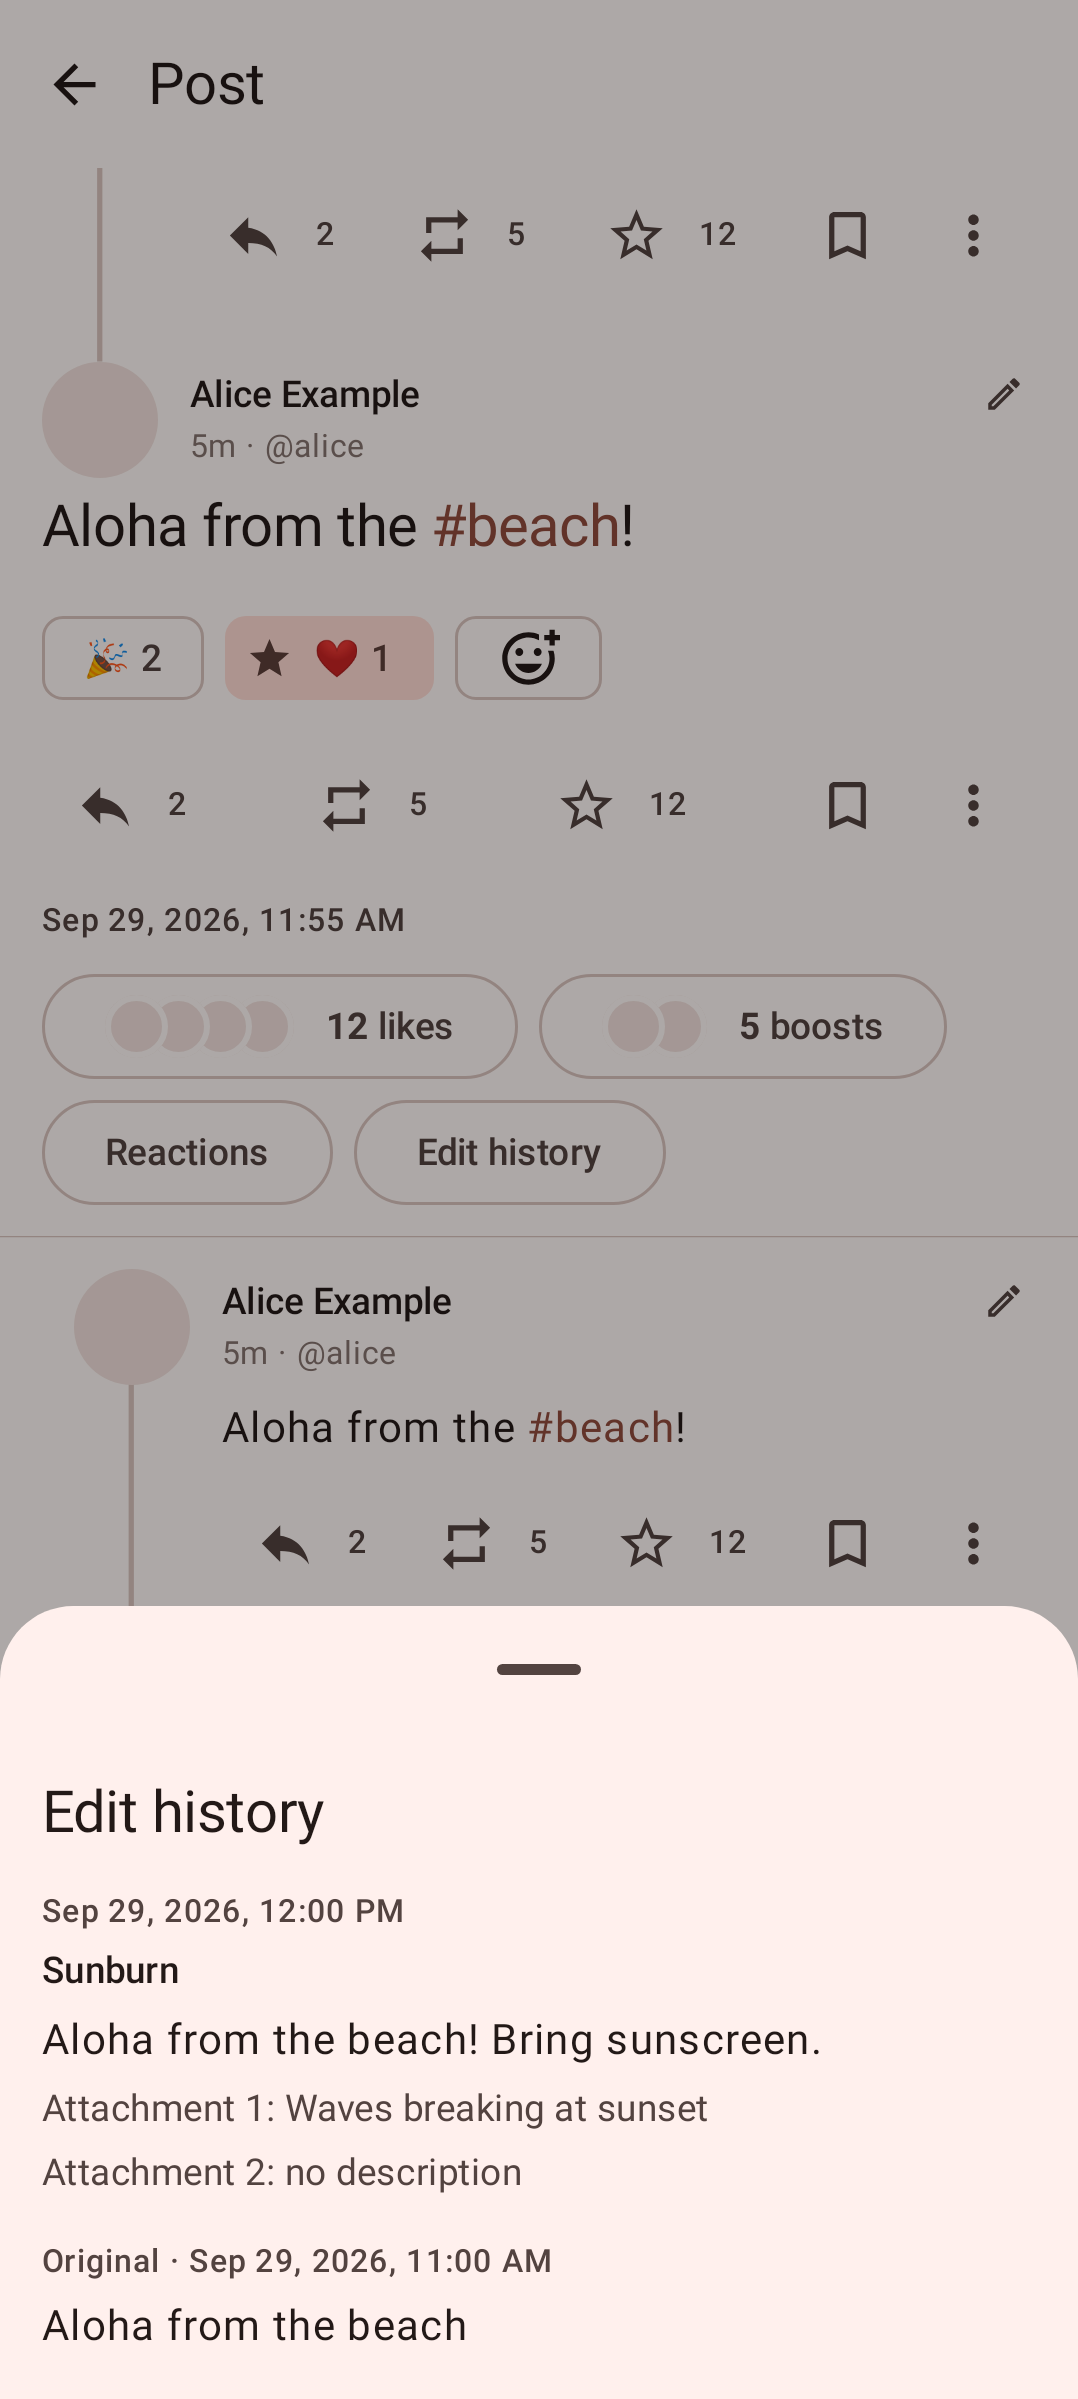 Post
2 5 12
Alice Example
5m · @alice
Aloha from the #beach!
🎉 2 ❤️ 1
2 5 12
Sep 29, 2026, 11:55 AM
12 likes 5 boosts
Reactions Edit history
Alice Example
5m · @alice
Aloha from the #beach!
2 5 12
Edit history
Sep 29, 2026, 12:00 PM
Sunburn
Aloha from the beach! Bring sunscreen.
Attachment 1: Waves breaking at sunset
Attachment 2: no description
Original · Sep 29, 2026, 11:00 AM
Aloha from the beach